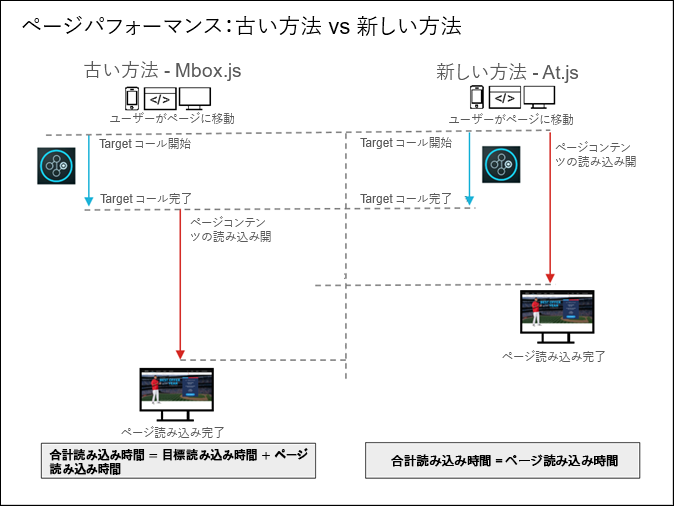 ページパフォーマンス：古い方法 vs 新しい方法
古い方法 - Mbox.js
</>
ユーザーがページに移動
Target コール開始
Target コール完了
ページコンテン
ツの読み込み開
ページ読み込み完了
合計読み込み時間 = 目標読み込み時間 + ページ
読み込み時間
新しい方法 - At.js
</>
ユーザーがページに移動
Target コール開始
ページコンテン
ツの読み込み開
Target コール完了
ページ読み込み完了
合計読み込み時間 = ページ読み込み時間